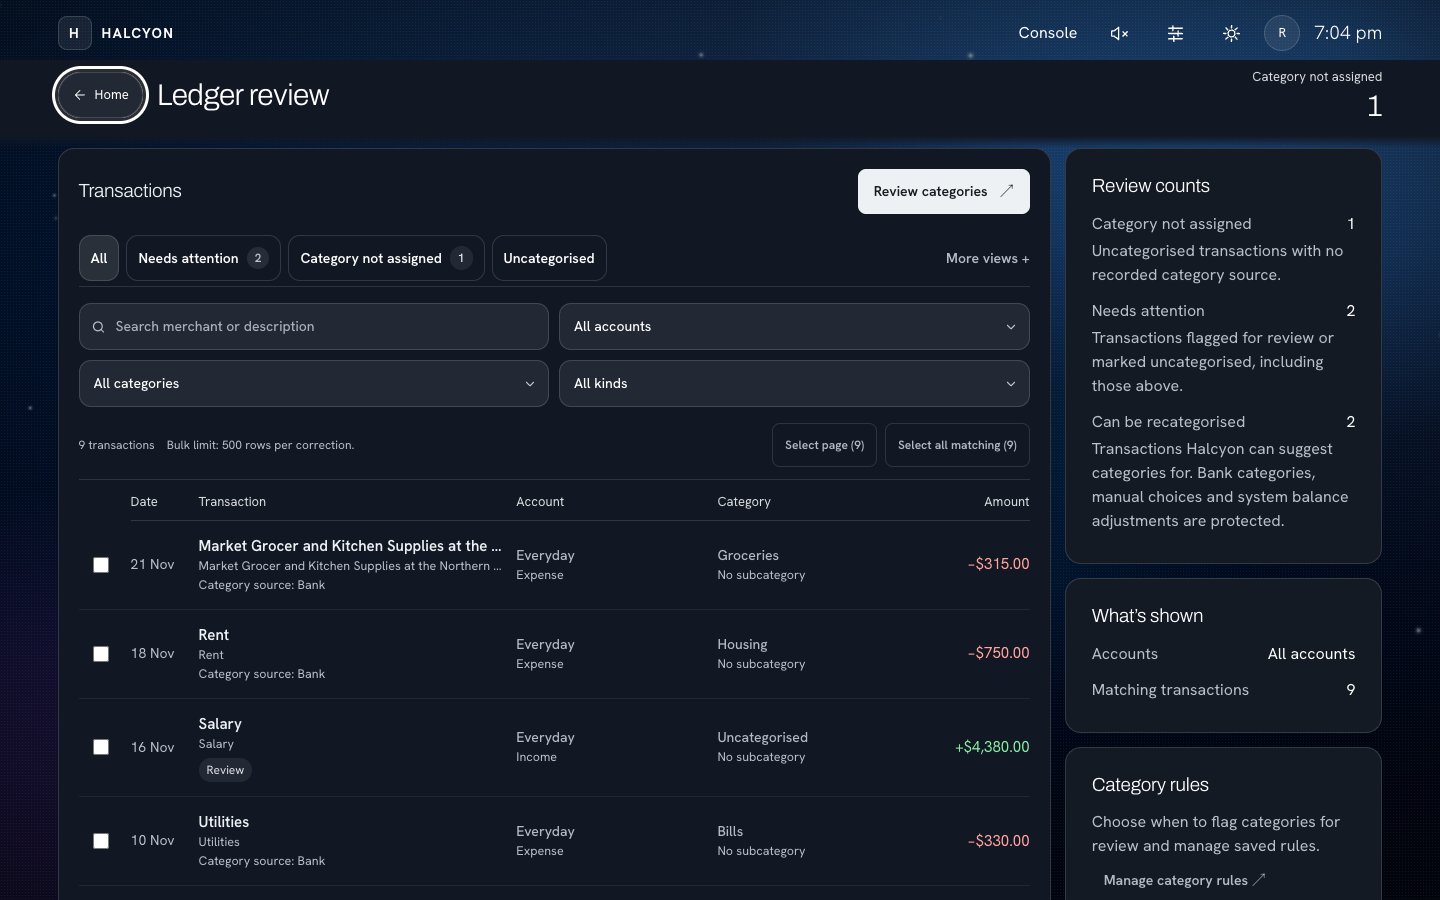 H HALCYON
Console
R
7:04 pm
Home
Ledger review
Category not assigned
1
Transactions
Review categories
All
Needs attention 2
Category not assigned 1
Uncategorised
More views +
Search merchant or description
All accounts
All categories
All kinds
9 transactions Bulk limit: 500 rows per correction.
Select page (9)
Select all matching (9)
Date Transaction Account Category Amount
Market Grocer and Kitchen Supplies at the ...
Market Grocer and Kitchen Supplies at the Northern ...
Category source: Bank
21 Nov
Everyday
Expense
Groceries
No subcategory
-$315.00
Rent
Rent
Category source: Bank
18 Nov
Everyday
Expense
Housing
No subcategory
-$750.00
Salary
Salary
Review
16 Nov
Everyday
Income
Uncategorised
No subcategory
+$4,380.00
Utilities
Utilities
Category source: Bank
10 Nov
Everyday
Expense
Bills
No subcategory
-$330.00
Review counts
Category not assigned 1
Uncategorised transactions with no
recorded category source.
Needs attention 2
Transactions flagged for review or
marked uncategorised, including
those above.
Can be recategorised 2
Transactions Halcyon can suggest
categories for. Bank categories,
manual choices and system balance
adjustments are protected.
What's shown
Accounts All accounts
Matching transactions 9
Category rules
Choose when to flag categories for
review and manage saved rules.
Manage category rules